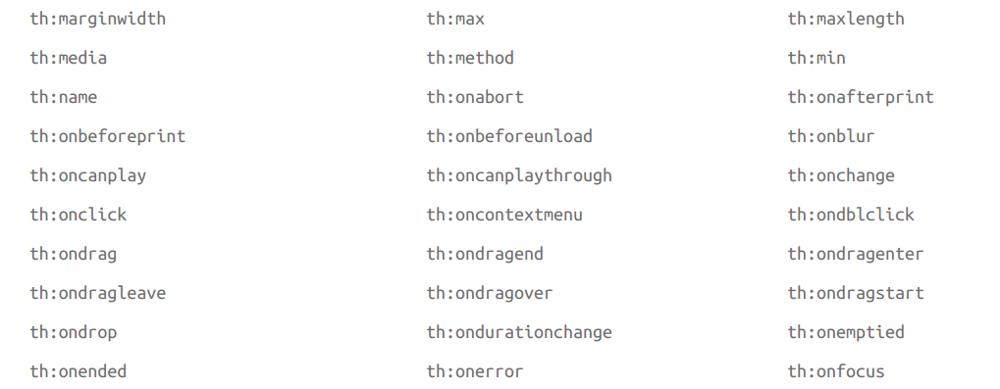 th:marginwidth th:max th:maxlength
th:media th:method th:min
th:name th:onabort th:onafterprint
th:onbeforeprint th:onbeforeunload th:onblur
th:oncanplay th:oncanplaythrough th:onchange
th:onclick th:oncontextmenu th:ondblclick
th:ondrag th:ondragend th:ondragenter
th:ondragleave th:ondragover th:ondragstart
th:ondrop th:ondurationchange th:onemptied
th:onended th:onerror th:onfocus